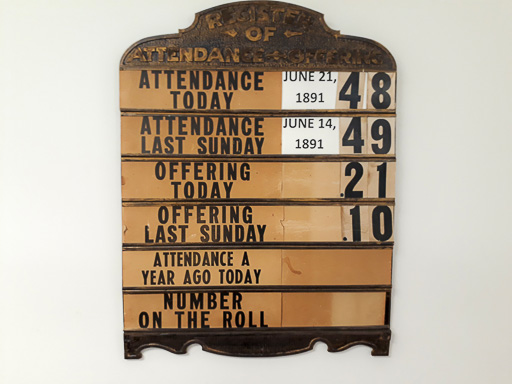 REGISTER
OF
ATTENDANCE & OFFERING
ATTENDANCE
TODAY
JUNE 21,
1891
48
ATTENDANCE
LAST SUNDAY
JUNE 14,
1891
49
OFFERING
TODAY
.21
OFFERING
LAST SUNDAY
.10
ATTENDANCE A
YEAR AGO TODAY
NUMBER
ON THE ROLL